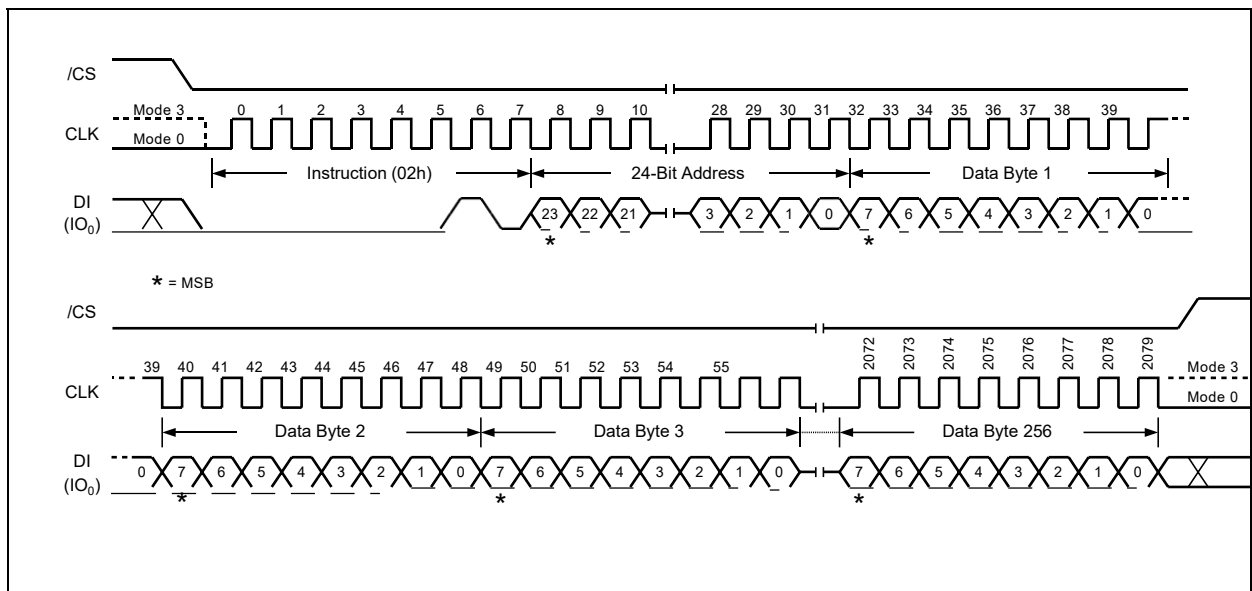 /CS
Mode 3 0 1 2 3 4 5 6 7 8 9 10 28 29 30 31 32 33 34 35 36 37 38 39
CLK
Mode 0
Instruction (02h) 24-Bit Address Data Byte 1
DI
(IO₀)
23 22 21 3 2 1 0 7 6 5 4 3 2 1 0
* *
* = MSB
/CS
39 40 41 42 43 44 45 46 47 48 49 50 51 52 53 54 55 2072 2073 2074 2075 2076 2077 2078 2079
Mode 3
CLK
Mode 0
Data Byte 2 Data Byte 3 Data Byte 256
DI
(IO₀)
0 7 6 5 4 3 2 1 0 7 6 5 4 3 2 1 0 7 6 5 4 3 2 1 0
* * *